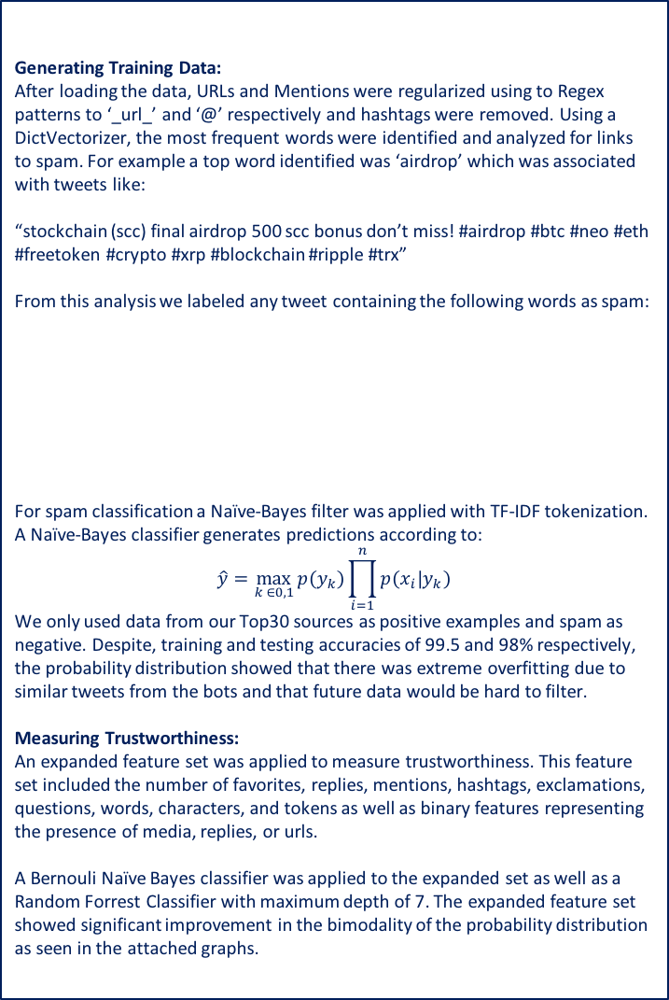 Generating Training Data:
After loading the data, URLs and Mentions were regularized using to Regex
patterns to ‘_url_’ and ‘@’ respectively and hashtags were removed. Using a
DictVectorizer, the most frequent words were identified and analyzed for links
to spam. For example a top word identified was ‘airdrop’ which was associated
with tweets like:
“stockchain (scc) final airdrop 500 scc bonus don’t miss! #airdrop #btc #neo #eth
#freetoken #crypto #xrp #blockchain #ripple #trx”
From this analysis we labeled any tweet containing the following words as spam:
For spam classification a Naïve-Bayes filter was applied with TF-IDF tokenization.
A Naïve-Bayes classifier generates predictions according to:
ŷ = max_{k ∈0,1} p(y_k) ∏_{i=1}^{n} p(x_i|y_k)
We only used data from our Top30 sources as positive examples and spam as
negative. Despite, training and testing accuracies of 99.5 and 98% respectively,
the probability distribution showed that there was extreme overfitting due to
similar tweets from the bots and that future data would be hard to filter.
Measuring Trustworthiness:
An expanded feature set was applied to measure trustworthiness. This feature
set included the number of favorites, replies, mentions, hashtags, exclamations,
questions, words, characters, and tokens as well as binary features representing
the presence of media, replies, or urls.
A Bernouli Naïve Bayes classifier was applied to the expanded set as well as a
Random Forrest Classifier with maximum depth of 7. The expanded feature set
showed significant improvement in the bimodality of the probability distribution
as seen in the attached graphs.